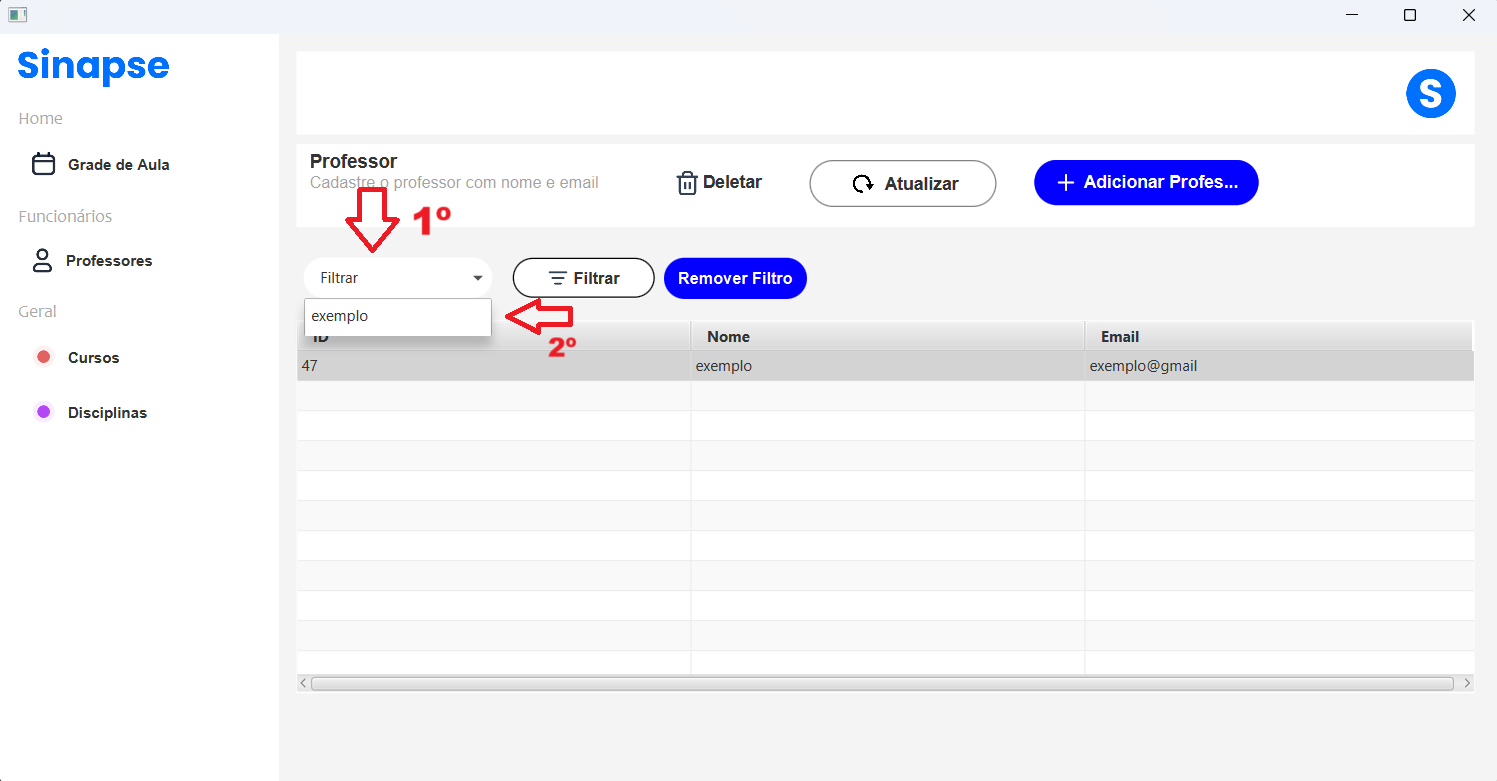 Sinapse
Home
Grade de Aula
Funcionários
Professores
Geral
Cursos
Disciplinas
S
Professor
Cadastre o professor com nome e email
Deletar
Atualizar
Adicionar Profes...
1º
Filtrar
Filtrar
Remover Filtro
exemplo
2º
ID
Nome
Email
47
exemplo
exemplo@gmail